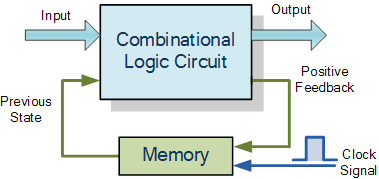 Input
Output
Combinational
Logic Circuit
Positive
Feedback
Previous
State
Memory
Clock
Signal